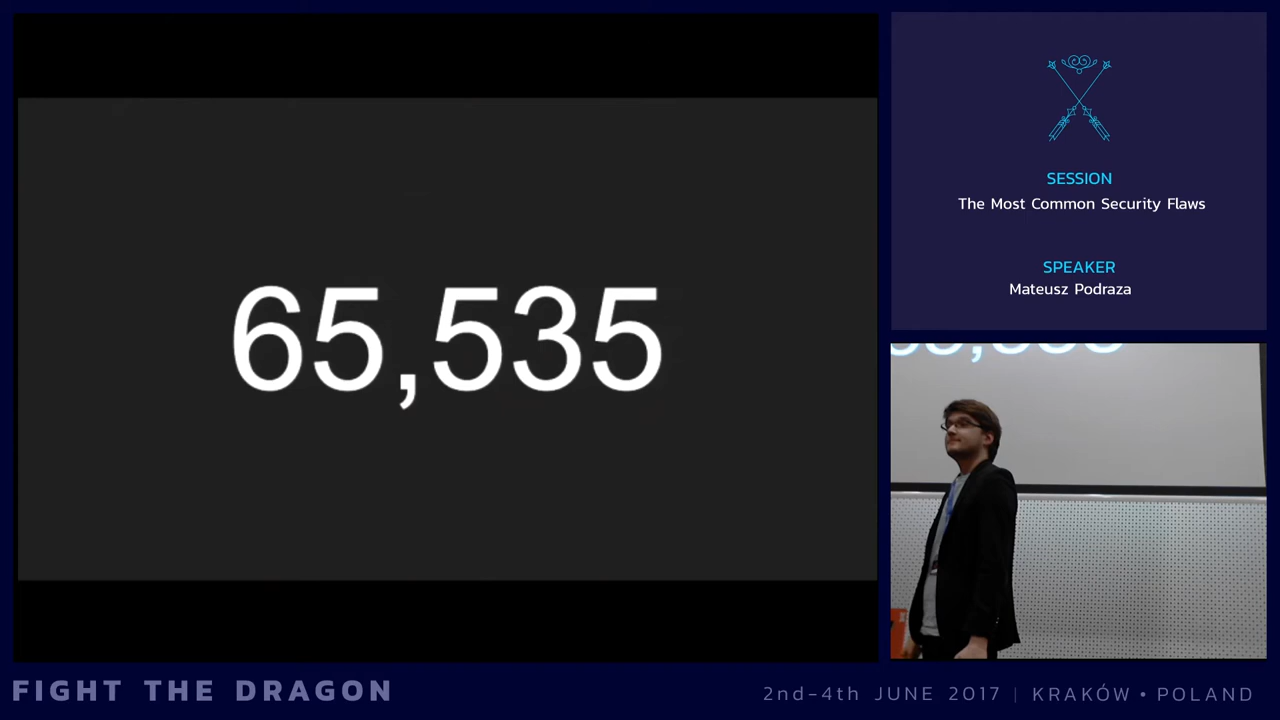 65,535
SESSION
The Most Common Security Flaws
SPEAKER
Mateusz Podraza
FIGHT THE DRAGON
2nd-4th JUNE 2017 | KRAKÓW • POLAND